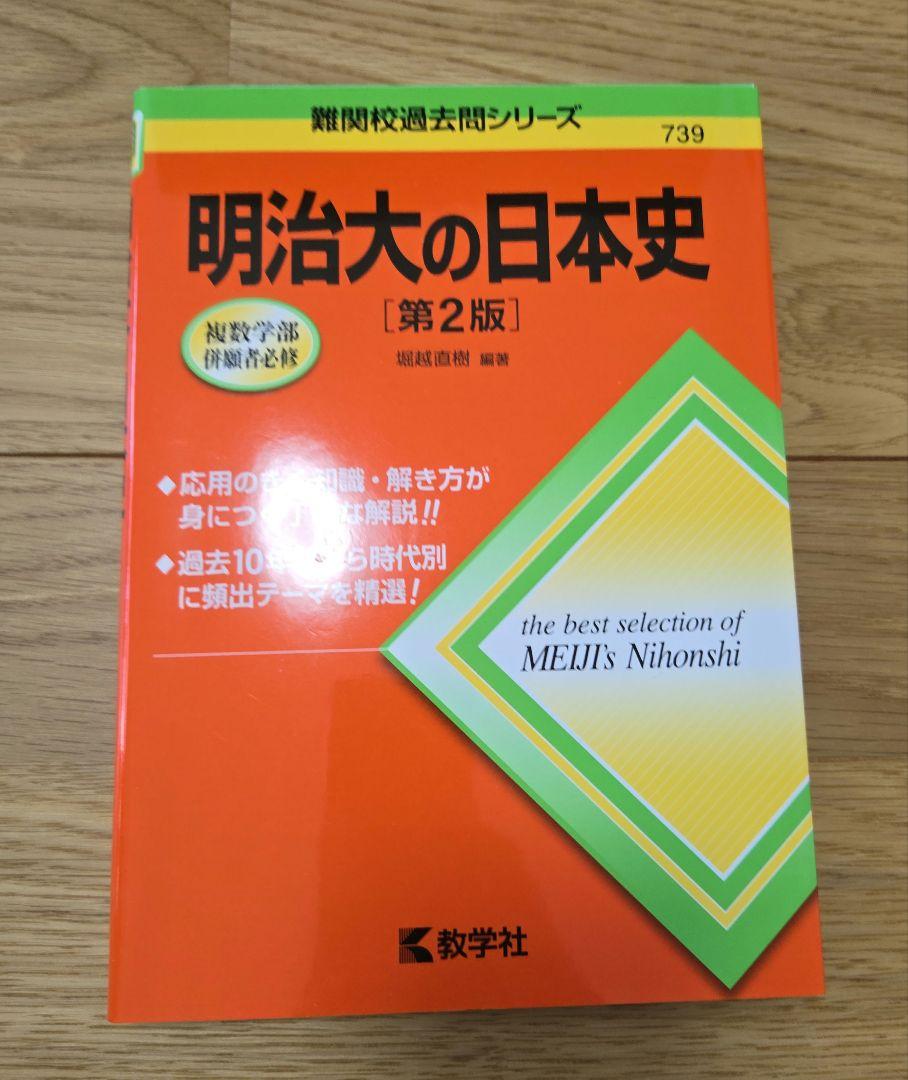 難関校過去問シリーズ
739
明治大の日本史
[第2版]
複数学部
併願者必修
堀越直樹 編著
◆応用の 知識・解き方が
身につ な解説!!
◆過去10年 ら時代別
に頻出テーマを精選!
the best selection of
MEIJI's Nihonshi
教学社